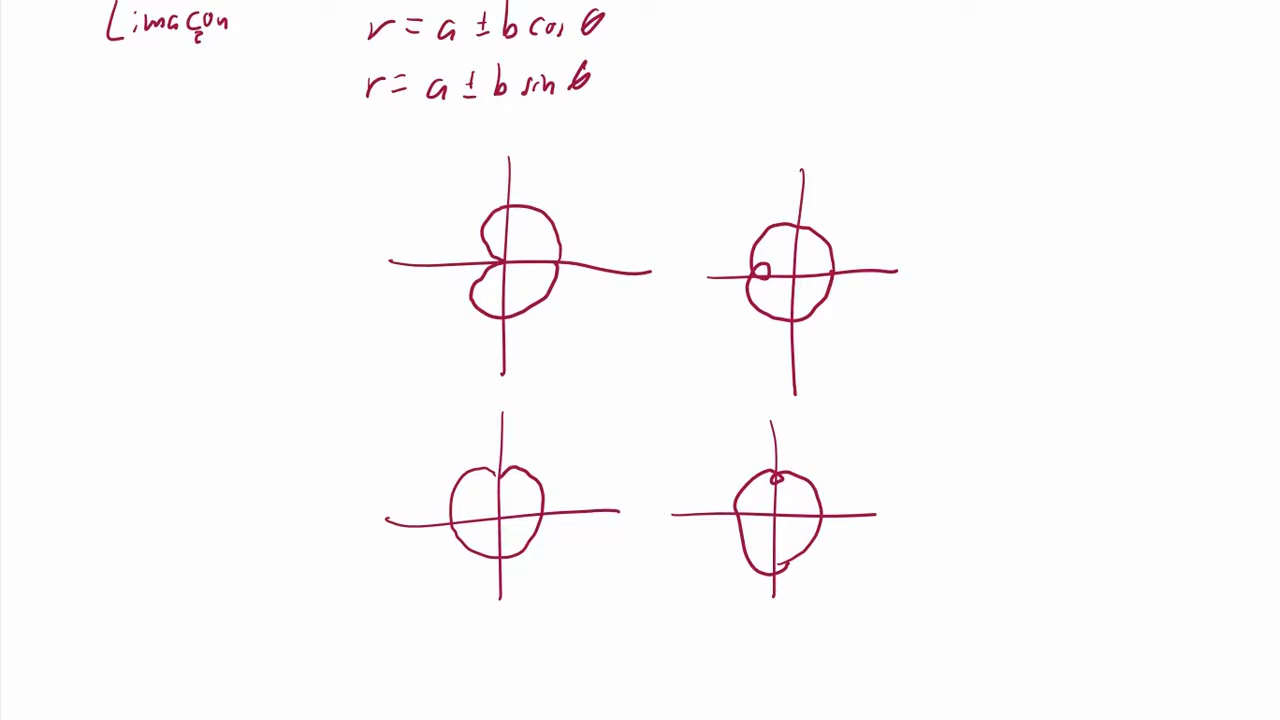 Limaçon r = a ± b cos θ
r = a ± b sin θ